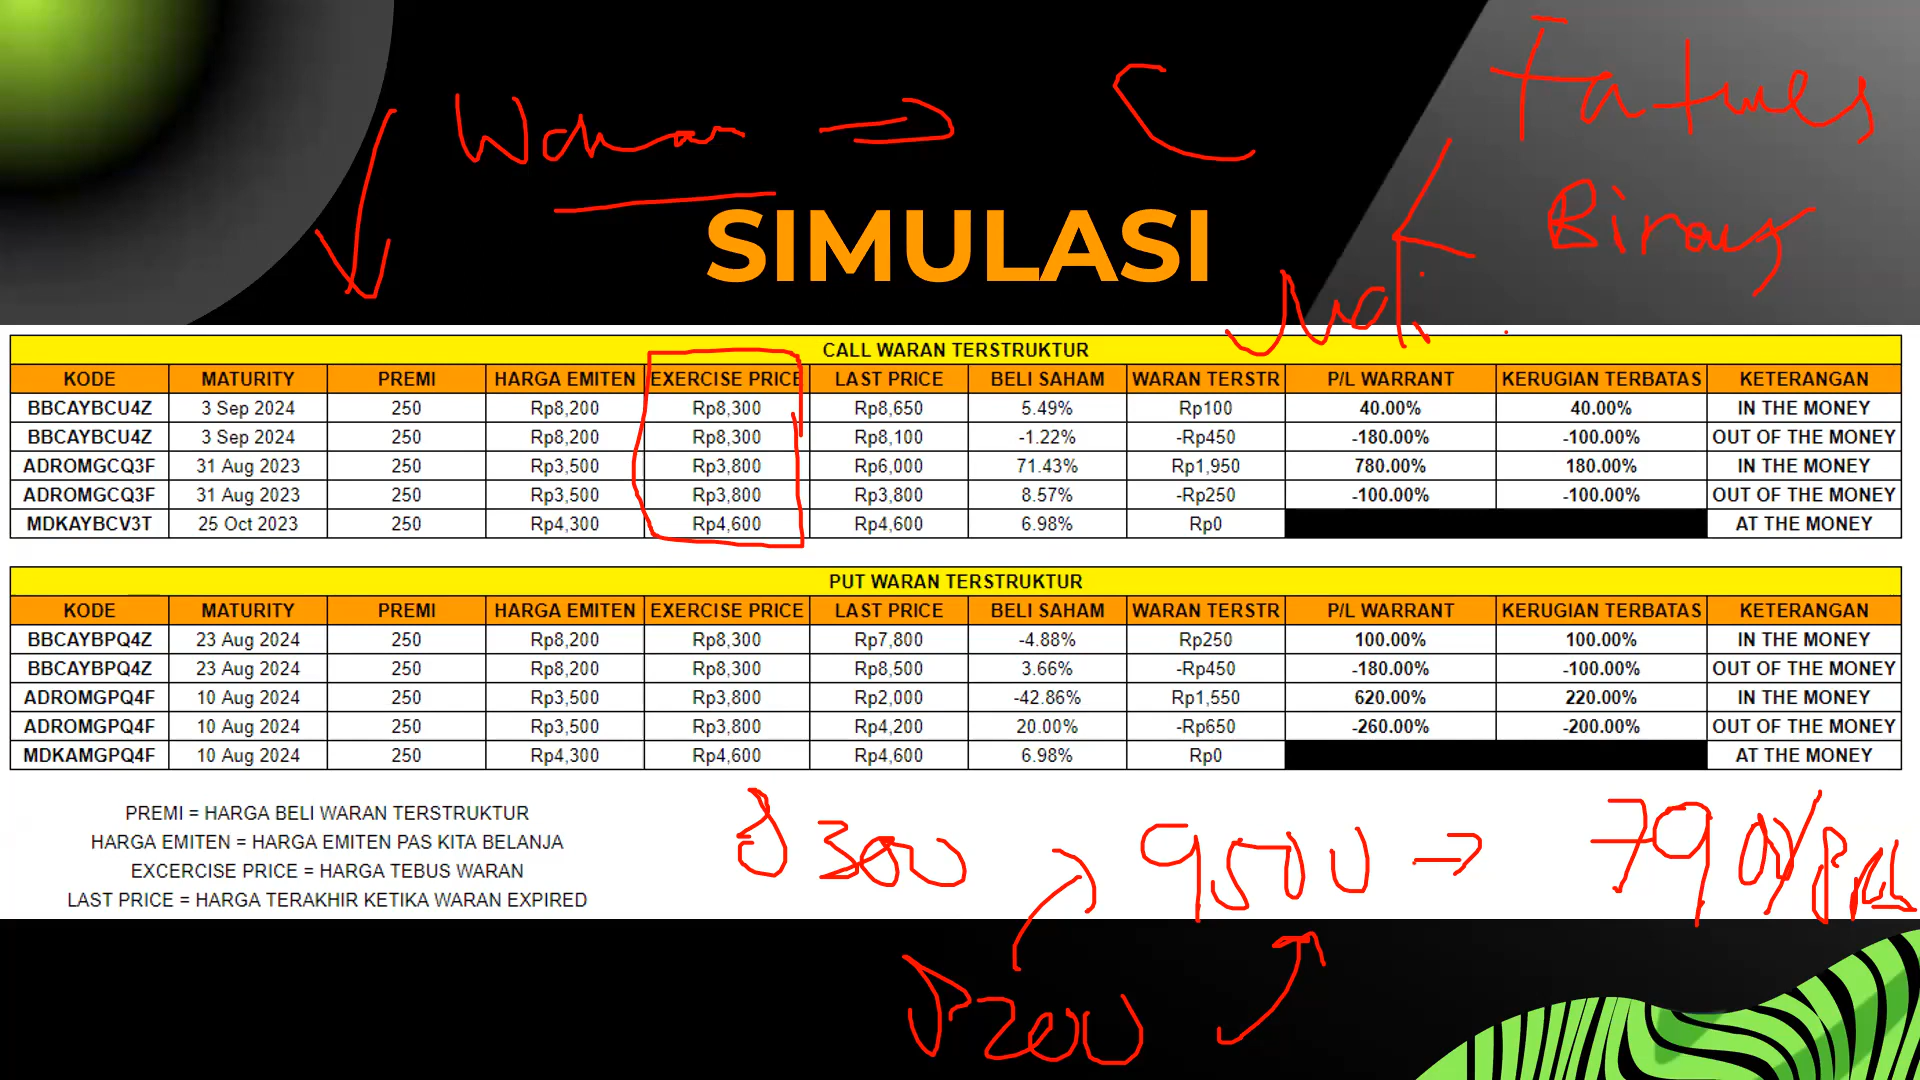 Waran
Futures
Binary
Judi
SIMULASI
CALL WARAN TERSTRUKTUR
KODE MATURITY PREMI HARGA EMITEN EXERCISE PRICE LAST PRICE BELI SAHAM WARAN TERSTR P/L WARRANT KERUGIAN TERBATAS KETERANGAN
BBCAYBCU4Z 3 Sep 2024 250 Rp8,200 Rp8,300 Rp8,650 5.49% Rp100 40.00% 40.00% IN THE MONEY
BBCAYBCU4Z 3 Sep 2024 250 Rp8,200 Rp8,300 Rp8,100 -1.22% -Rp450 -180.00% -100.00% OUT OF THE MONEY
ADROMGCQ3F 31 Aug 2023 250 Rp3,500 Rp3,800 Rp6,000 71.43% Rp1,950 780.00% 180.00% IN THE MONEY
ADROMGCQ3F 31 Aug 2023 250 Rp3,500 Rp3,800 Rp3,800 8.57% -Rp250 -100.00% -100.00% OUT OF THE MONEY
MDKAYBCV3T 25 Oct 2023 250 Rp4,300 Rp4,600 Rp4,600 6.98% Rp0 AT THE MONEY
PUT WARAN TERSTRUKTUR
KODE MATURITY PREMI HARGA EMITEN EXERCISE PRICE LAST PRICE BELI SAHAM WARAN TERSTR P/L WARRANT KERUGIAN TERBATAS KETERANGAN
BBCAYBPQ4Z 23 Aug 2024 250 Rp8,200 Rp8,300 Rp7,800 -4.88% Rp250 100.00% 100.00% IN THE MONEY
BBCAYBPQ4Z 23 Aug 2024 250 Rp8,200 Rp8,300 Rp8,500 3.66% -Rp450 -180.00% -100.00% OUT OF THE MONEY
ADROMGPQ4F 10 Aug 2024 250 Rp3,500 Rp3,800 Rp2,000 -42.86% Rp1,550 620.00% 220.00% IN THE MONEY
ADROMGPQ4F 10 Aug 2024 250 Rp3,500 Rp3,800 Rp4,200 20.00% -Rp650 -260.00% -200.00% OUT OF THE MONEY
MDKAMGPQ4F 10 Aug 2024 250 Rp4,300 Rp4,600 Rp4,600 6.98% Rp0 AT THE MONEY
PREMI = HARGA BELI WARAN TERSTRUKTUR
HARGA EMITEN = HARGA EMITEN PAS KITA BELANJA
EXCERCISE PRICE = HARGA TEBUS WARAN
LAST PRICE = HARGA TERAKHIR KETIKA WARAN EXPIRED
8300 9500
8200